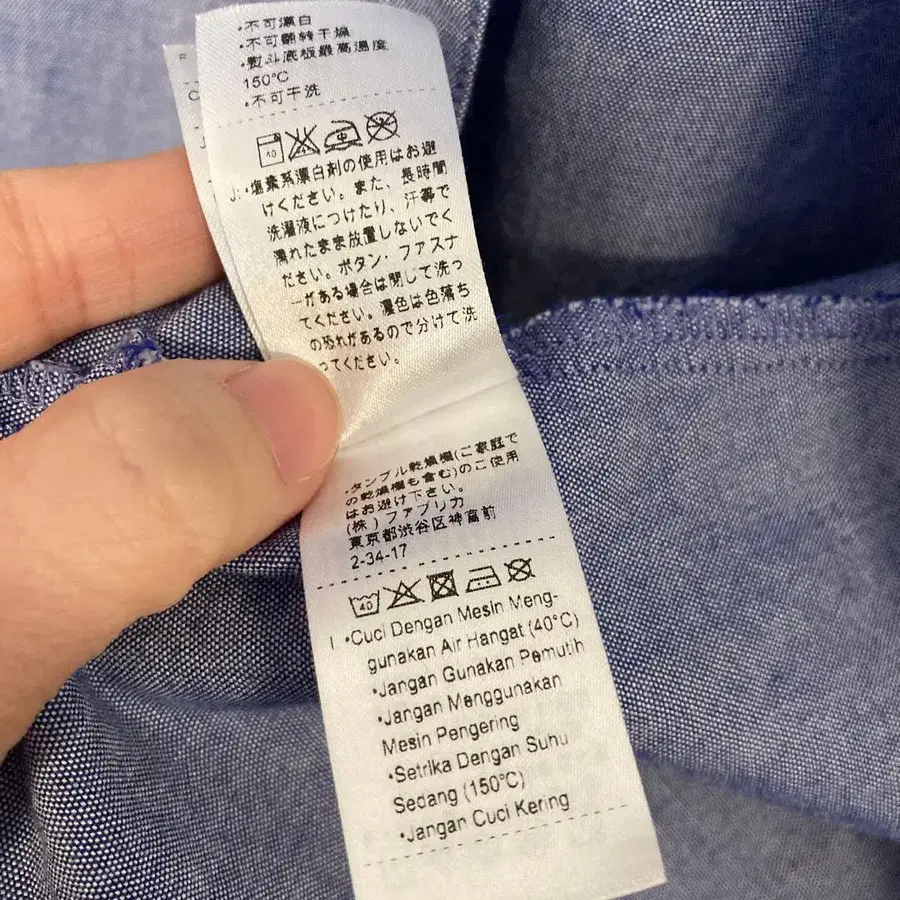 •不可漂白
•不可翻转干燥
•熨斗底板最高温度
150°C
•不可干洗
40
J:•塩素系漂白剤の使用はお避
けください。また、長時間
洗濯液につけたり、汗等で
濡れたまま放置しないでく
ださい。ボタン・ファスナ
ーがある場合は閉じて洗っ
てください。濃色は色落ち
の恐れがあるので分けて洗
ってください。
•タンブル乾燥機(ご家庭で
の乾燥機も含む)のご使用
はお避け下さい。
(株)ファブリカ
東京都渋谷区神宮前
2-34-17
40
I.•Cuci Dengan Mesin Meng-
gunakan Air Hangat (40°C)
•Jangan Gunakan Pemutih
•Jangan Menggunakan
Mesin Pengering
•Setrika Dengan Suhu
Sedang (150°C)
•Jangan Cuci Kering